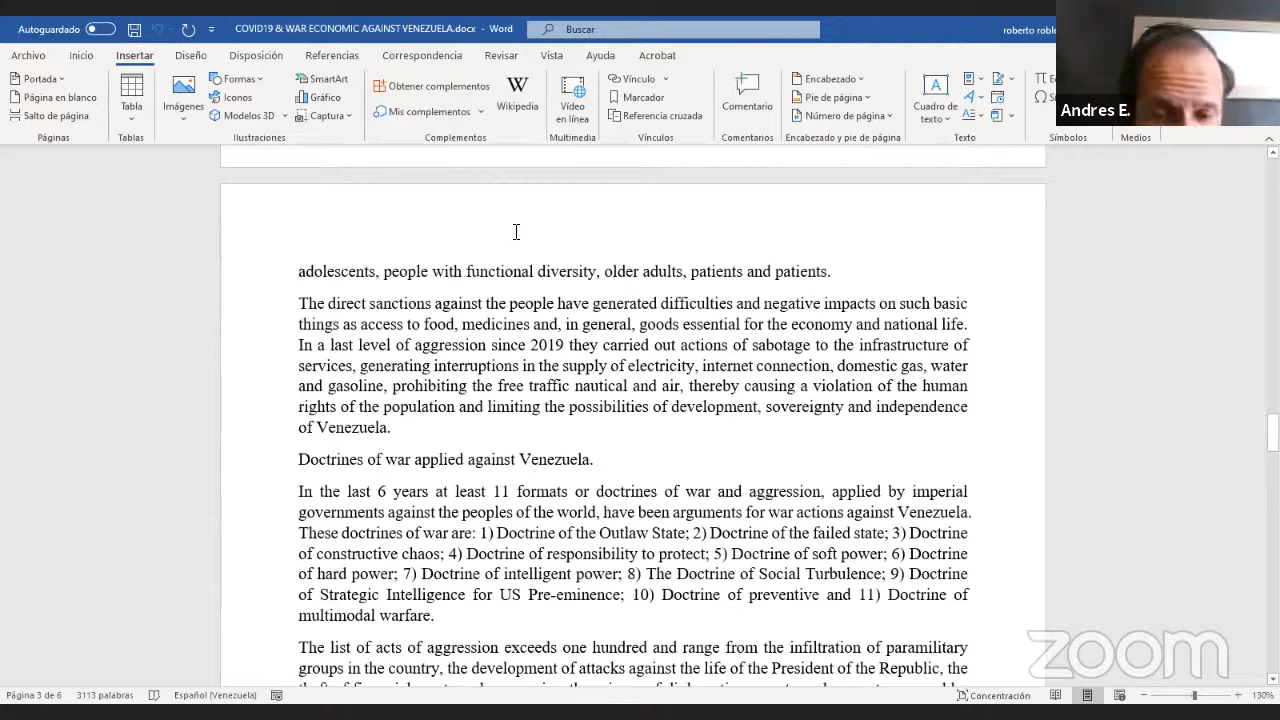 Autoguardado
COVID19 & WAR ECONOMIC AGAINST VENEZUELA.docx - Word
Buscar
roberto roble
Archivo Inicio Insertar Diseño Disposición Referencias Correspondencia Revisar Vista Ayuda Acrobat
Portada
Página en blanco
Salto de página
Páginas
Tabla
Tablas
Imágenes
Formas
Iconos
Modelos 3D
SmartArt
Gráfico
Captura
Ilustraciones
Obtener complementos
Mis complementos
Wikipedia
Complementos
Vídeo en línea
Multimedia
Vínculo
Marcador
Referencia cruzada
Vínculos
Comentario
Comentarios
Encabezado
Pie de página
Número de página
Encabezado y pie de página
Cuadro de texto
Texto
Símbolos
Medios
Andres E.
adolescents, people with functional diversity, older adults, patients and patients.
The direct sanctions against the people have generated difficulties and negative impacts on such basic
things as access to food, medicines and, in general, goods essential for the economy and national life.
In a last level of aggression since 2019 they carried out actions of sabotage to the infrastructure of
services, generating interruptions in the supply of electricity, internet connection, domestic gas, water
and gasoline, prohibiting the free traffic nautical and air, thereby causing a violation of the human
rights of the population and limiting the possibilities of development, sovereignty and independence
of Venezuela.
Doctrines of war applied against Venezuela.
In the last 6 years at least 11 formats or doctrines of war and aggression, applied by imperial
governments against the peoples of the world, have been arguments for war actions against Venezuela.
These doctrines of war are: 1) Doctrine of the Outlaw State; 2) Doctrine of the failed state; 3) Doctrine
of constructive chaos; 4) Doctrine of responsibility to protect; 5) Doctrine of soft power; 6) Doctrine
of hard power; 7) Doctrine of intelligent power; 8) The Doctrine of Social Turbulence; 9) Doctrine
of Strategic Intelligence for US Pre-eminence; 10) Doctrine of preventive and 11) Doctrine of
multimodal warfare.
The list of acts of aggression exceeds one hundred and range from the infiltration of paramilitary
groups in the country, the development of attacks against the life of the President of the Republic, the
zoom
Página 3 de 6 3113 palabras Español (Venezuela) Concentración 130%